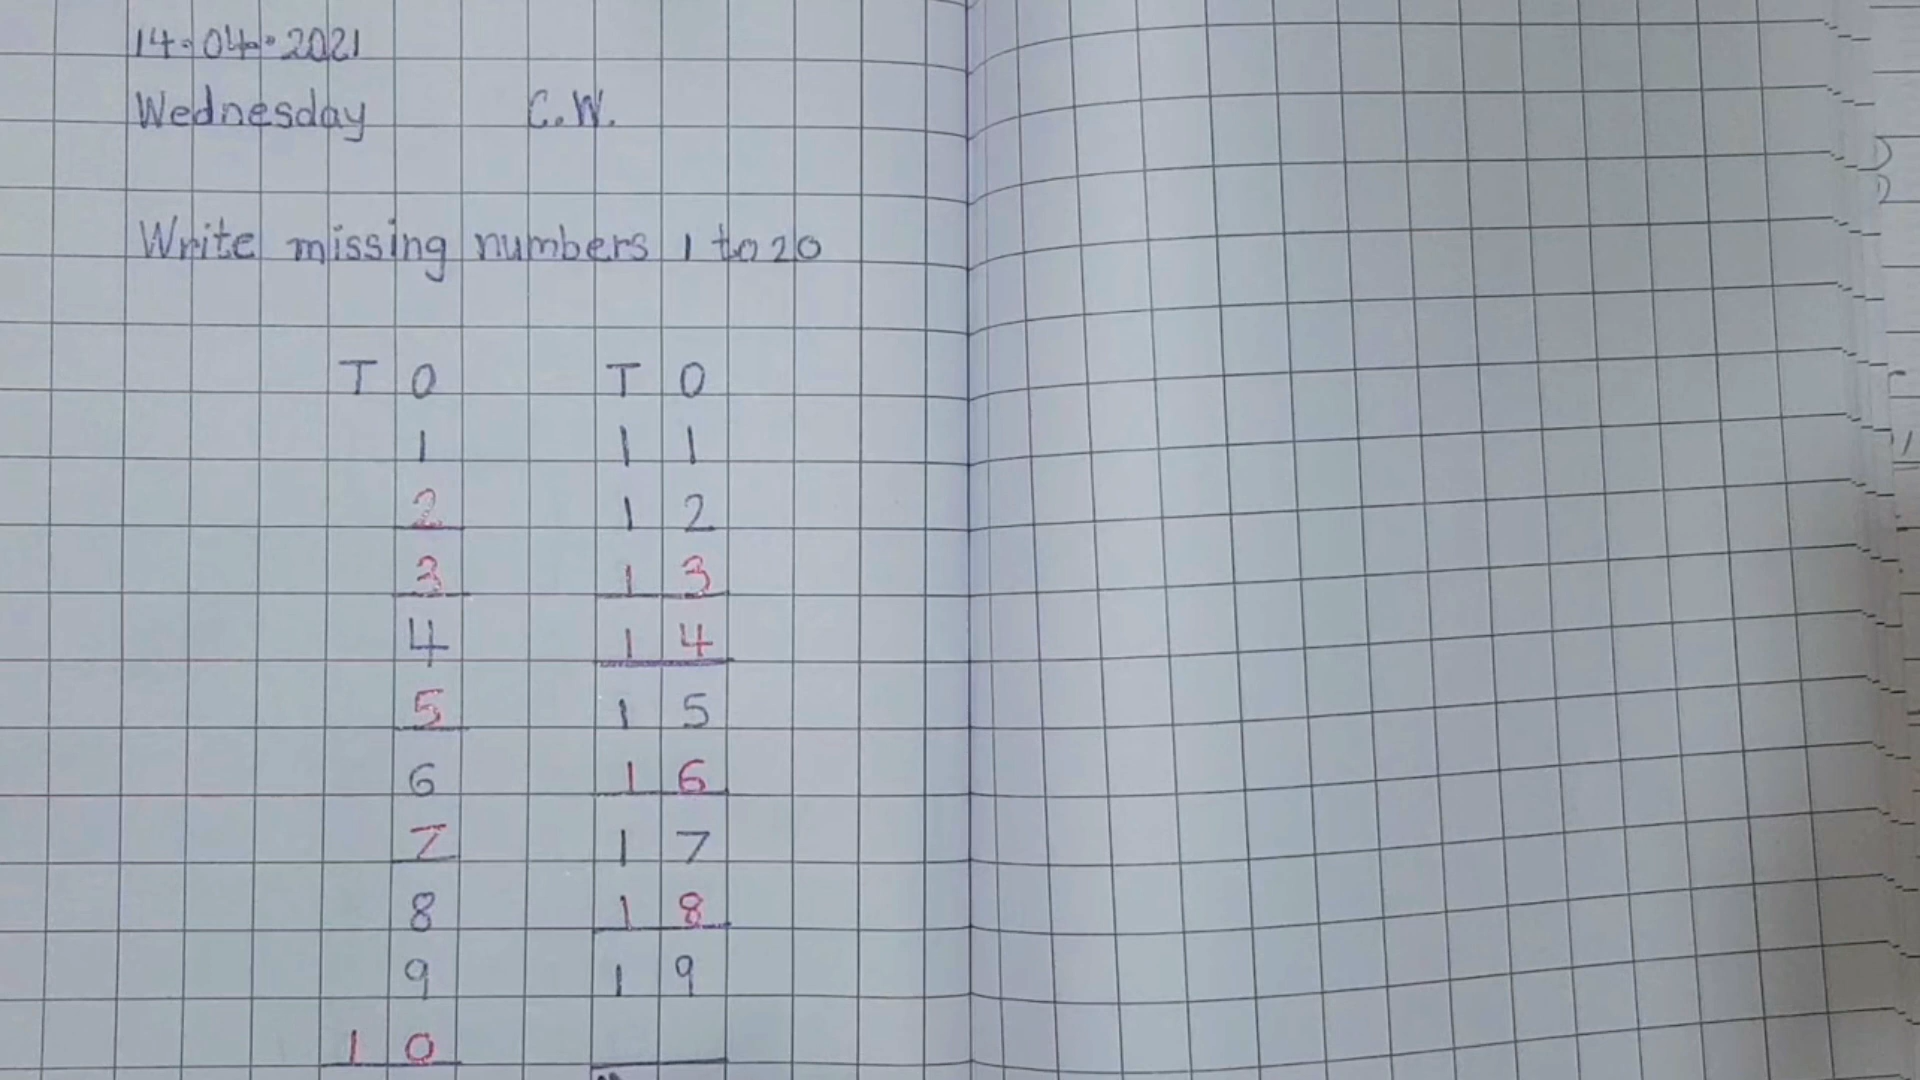 14.04.2021
Wednesday C.W.
Write missing numbers 1 to 20
T O T O
1 1 1
2 1 2
3 1 3
4 1 4
5 1 5
6 1 6
7 1 7
8 1 8
9 1 9
1 0